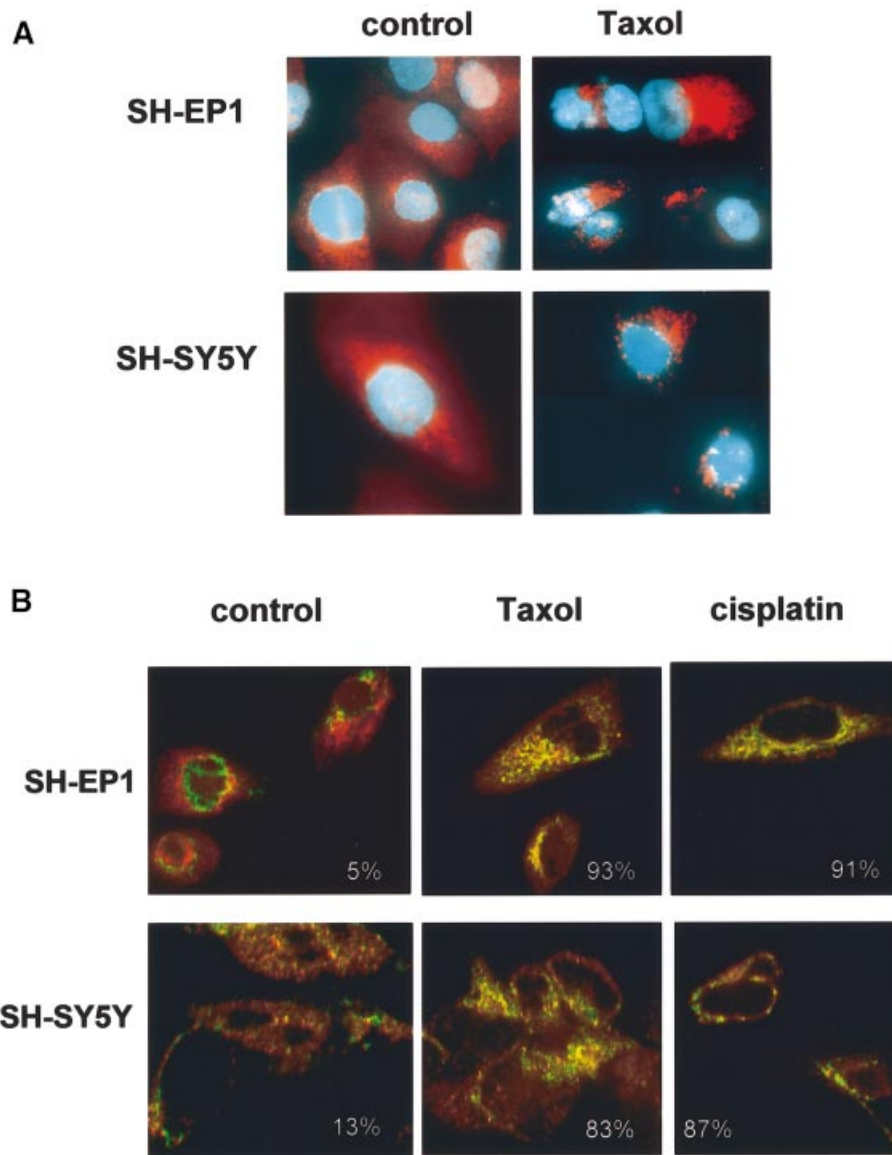 A
control Taxol
SH-EP1
SH-SY5Y
B
control Taxol cisplatin
SH-EP1
5% 93% 91%
SH-SY5Y
13% 83% 87%